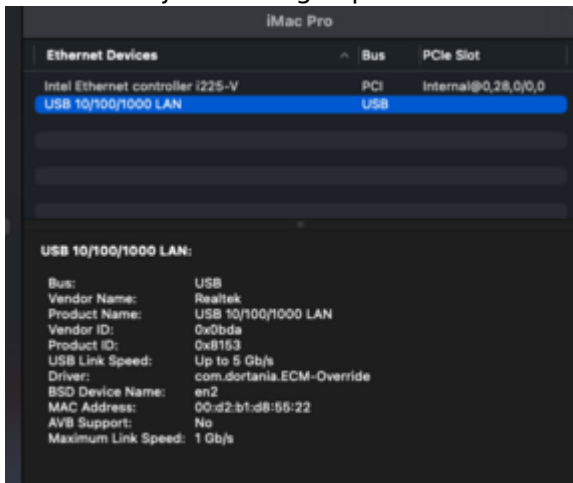 iMac Pro
Ethernet Devices Bus PCIe Slot
Intel Ethernet controller i225-V PCI Internal@0,28,0/0,0
USB 10/100/1000 LAN USB
USB 10/100/1000 LAN:
Bus: USB
Vendor Name: Realtek
Product Name: USB 10/100/1000 LAN
Vendor ID: 0x0bda
Product ID: 0x8153
USB Link Speed: Up to 5 Gb/s
Driver: com.dortania.ECM-Override
BSD Device Name: en2
MAC Address: 00:d2:b1:d8:55:22
AVB Support: No
Maximum Link Speed: 1 Gb/s